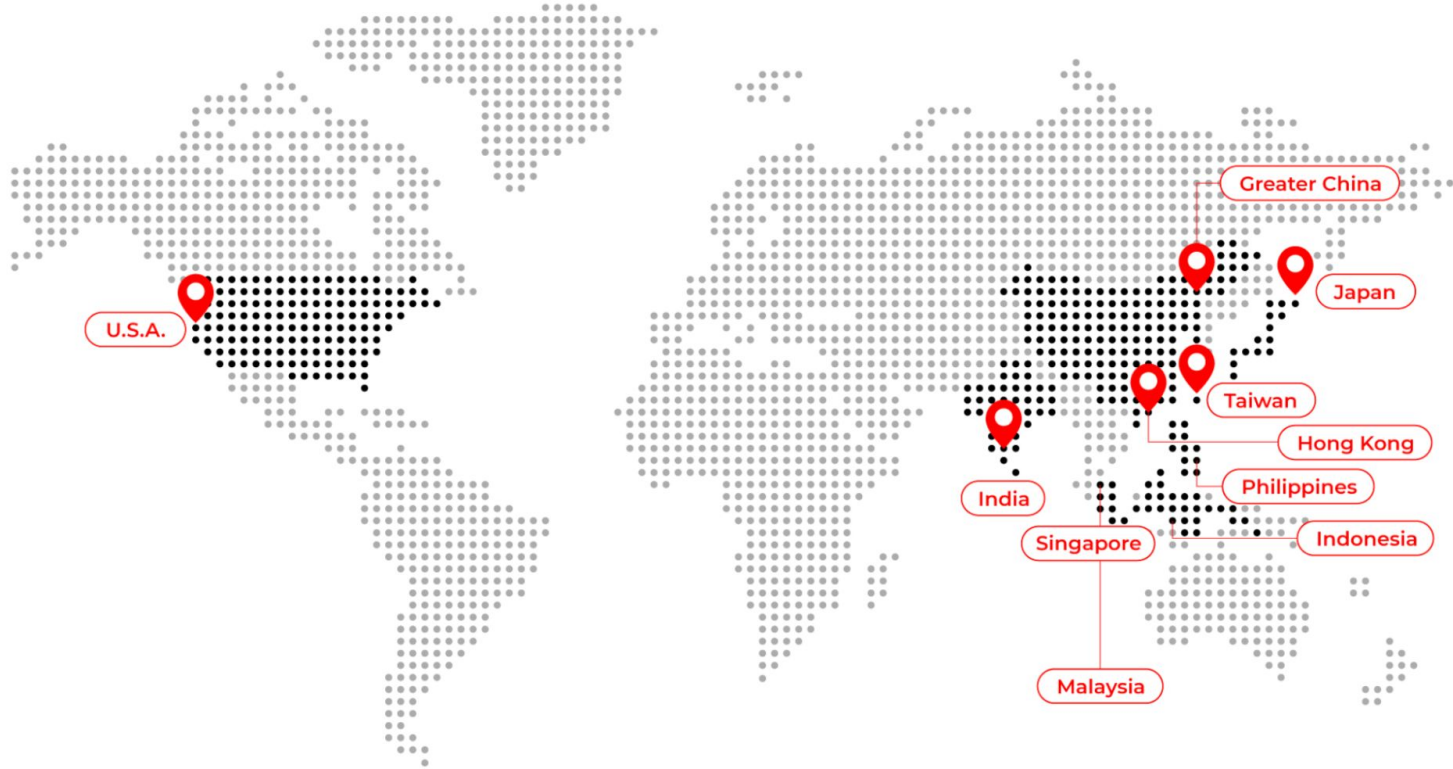 Greater China
Japan
U.S.A.
Taiwan
Hong Kong
Philippines
India
Indonesia
Singapore
Malaysia